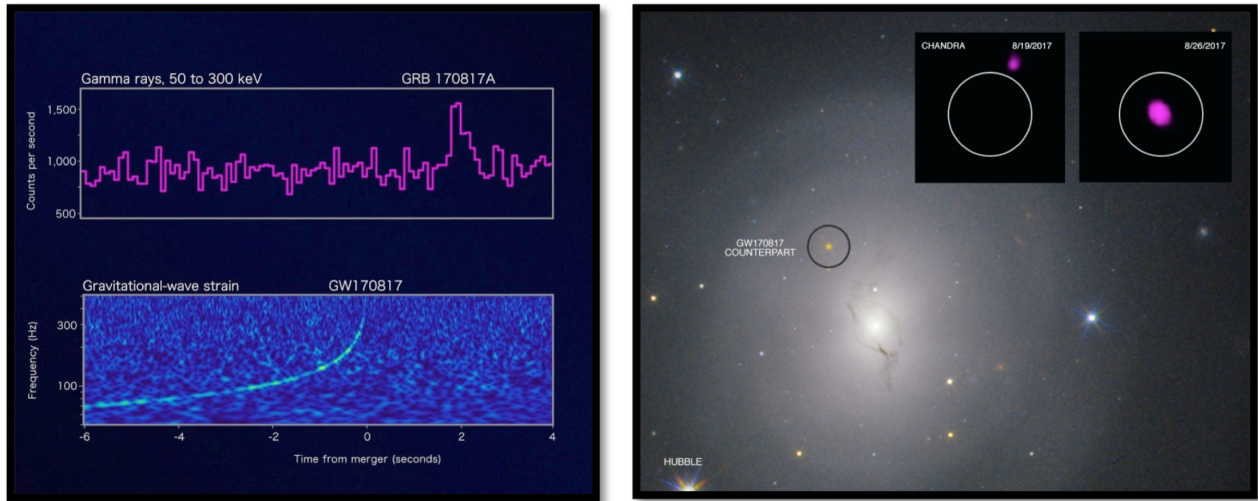 Gamma rays, 50 to 300 keV
GRB 170817A
Counts per second
1,500
1,000
500
Gravitational-wave strain
GW170817
Frequency (Hz)
300
100
-6
-4
-2
0
2
4
Time from merger (seconds)
CHANDRA
8/19/2017
8/26/2017
GW170817
COUNTERPART
HUBBLE